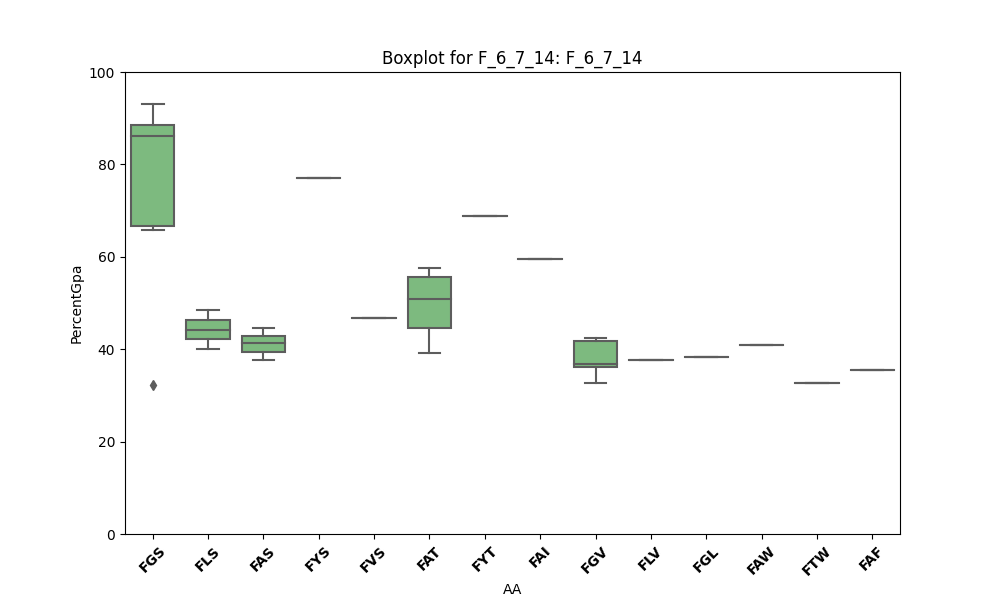 Boxplot for F_6_7_14: F_6_7_14
100
80
60
40
20
0
PercentGpa
FGS
FLS
FAS
FYS
FVS
FAT
FYT
FAI
FGV
FLV
FGL
FAW
FTW
FAF
AA